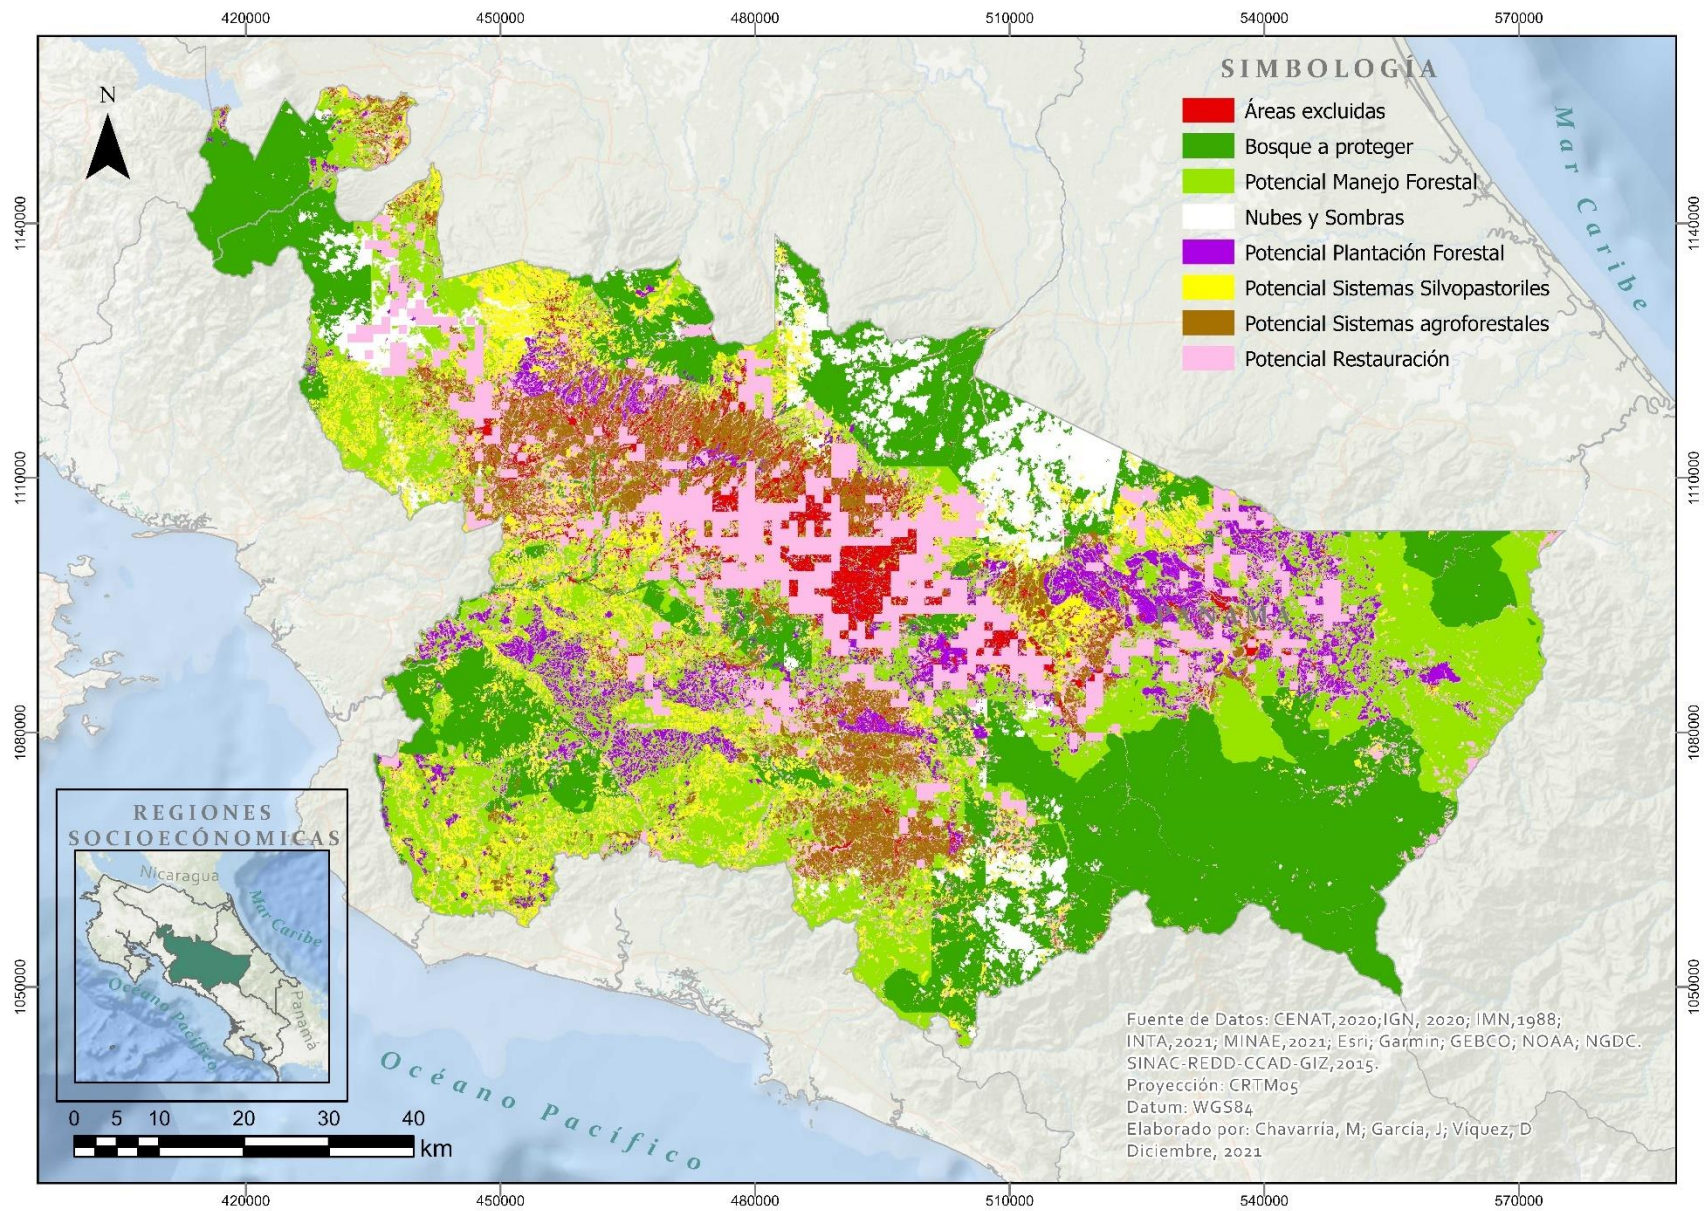 420000 450000 480000 510000 540000 570000
SIMBOLOGÍA
Áreas excluidas
Bosque a proteger
Potencial Manejo Forestal
Nubes y Sombras
Potencial Plantación Forestal
Potencial Sistemas Silvopastoriles
Potencial Sistemas agroforestales
Potencial Restauración
N
Mar Caribe
1140000 1140000
1110000 1110000
1080000 1080000
1050000 1050000
REGIONES
SOCIOECÓNOMICAS
Nicaragua
Mar Caribe
Océano Pacífico
Panamá
0 5 10 20 30 40
km
Océano Pacífico
Fuente de Datos: CENAT,2020;IGN, 2020; IMN,1988;
INTA,2021; MINAE,2021; Esri; Garmin; GEBCO; NOAA; NGDC.
SINAC-REDD-CCAD-GIZ,2015.
Proyección: CRTM05
Datum: WGS84
Elaborado por: Chavarría, M; García, J; Víquez, D
Diciembre, 2021
420000 450000 480000 510000 540000 570000